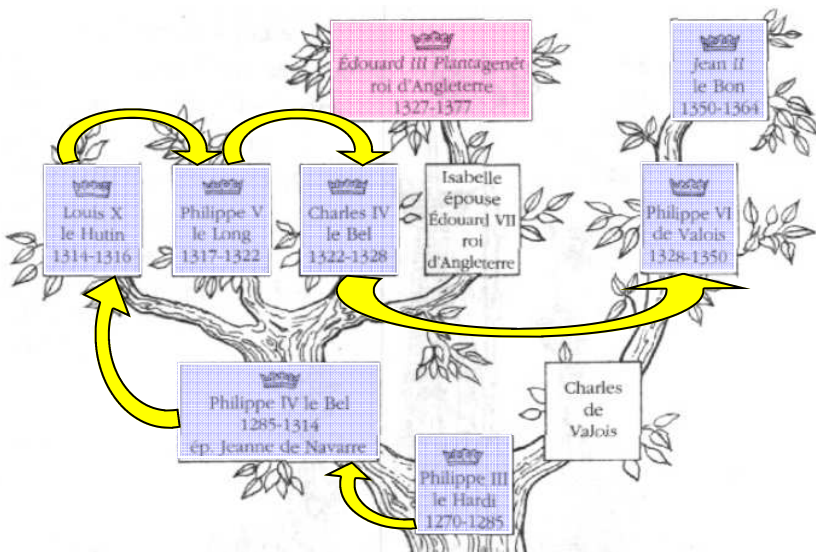 Édouard III Plantagenêt
roi d'Angleterre
1327-1377
Jean II
le Bon
1350-1364
Louis X
le Hutin
1314-1316
Philippe V
le Long
1317-1322
Charles IV
le Bel
1322-1328
Isabelle
épouse
Édouard VII
roi
d'Angleterre
Philippe VI
de Valois
1328-1350
Philippe IV le Bel
1285-1314
ép. Jeanne de Navarre
Charles
de
Valois
Philippe III
le Hardi
1270-1285